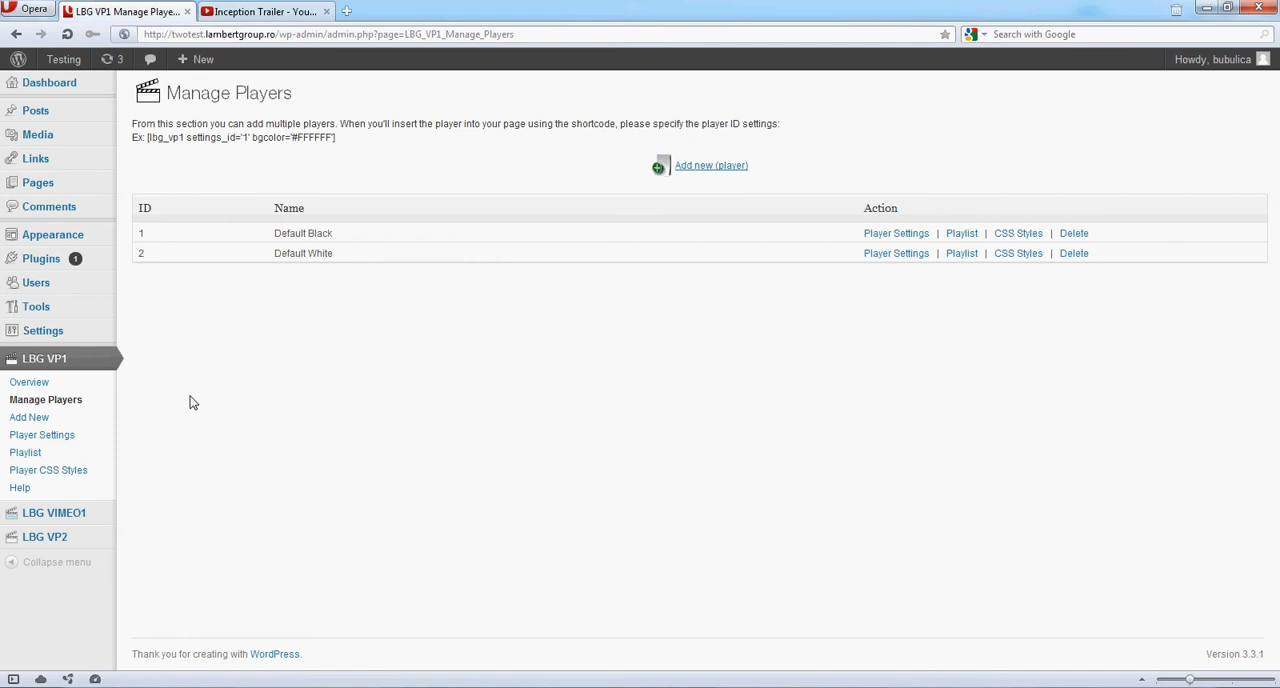 Opera
LBG VP1 Manage Playe...
Inception Trailer - You...
http://twotest.lambertgroup.ro/wp-admin/admin.php?page=LBG_VP1_Manage_Players
Search with Google
Testing
3
New
Howdy, bubulica
Dashboard
Posts
Media
Links
Pages
Comments
Appearance
Plugins 1
Users
Tools
Settings
LBG VP1
Overview
Manage Players
Add New
Player Settings
Playlist
Player CSS Styles
Help
LBG VIMEO1
LBG VP2
Collapse menu
Manage Players
From this section you can add multiple players. When you'll insert the player into your page using the shortcode, please specify the player ID settings:
Ex: [lbg_vp1 settings_id='1' bgcolor='#FFFFFF']
Add new (player)
ID Name Action
1 Default Black Player Settings | Playlist | CSS Styles | Delete
2 Default White Player Settings | Playlist | CSS Styles | Delete
Thank you for creating with WordPress.
Version 3.3.1